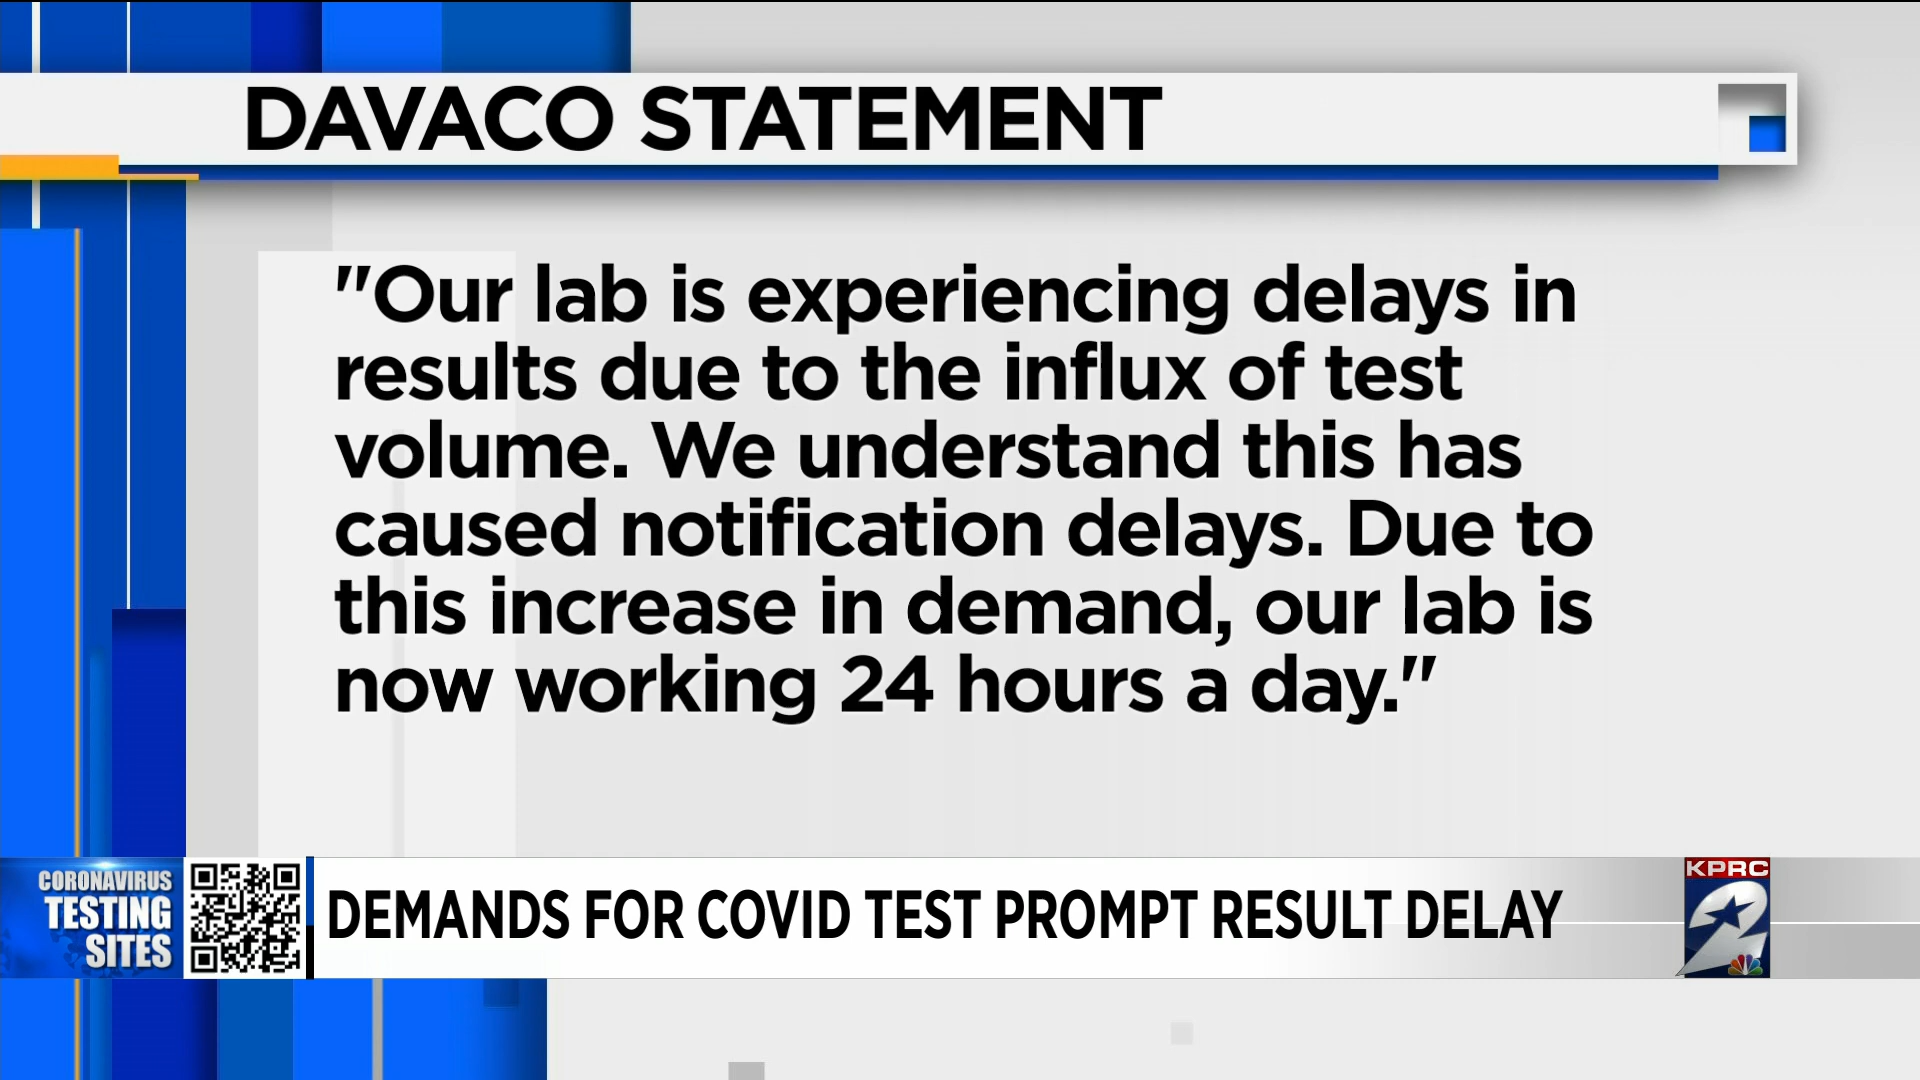 DAVACO STATEMENT
"Our lab is experiencing delays in
results due to the influx of test
volume. We understand this has
caused notification delays. Due to
this increase in demand, our lab is
now working 24 hours a day."
CORONAVIRUS
TESTING
SITES
DEMANDS FOR COVID TEST PROMPT RESULT DELAY
KPRC
2